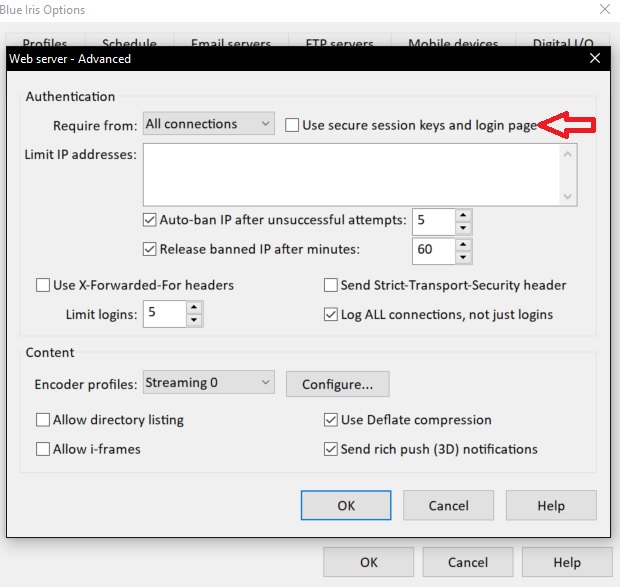 Blue Iris Options
Profiles Schedule Email servers FTP servers Mobile devices Digital I/O
Web server - Advanced
Authentication
Require from: All connections Use secure session keys and login page
Limit IP addresses:
Auto-ban IP after unsuccessful attempts: 5
Release banned IP after minutes: 60
Use X-Forwarded-For headers Send Strict-Transport-Security header
Limit logins: 5 Log ALL connections, not just logins
Content
Encoder profiles: Streaming 0 Configure...
Allow directory listing Use Deflate compression
Allow i-frames Send rich push (3D) notifications
OK Cancel Help
OK Cancel Help